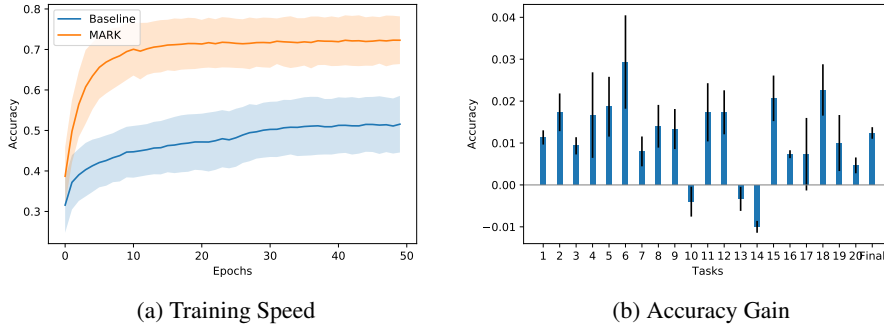 Baseline
MARK
Accuracy
0.7
0.6
0.5
0.4
0.3
0 10 20 30 40 50
Epochs
(a) Training Speed
Accuracy
0.04
0.03
0.02
0.01
0.00
−0.01
1 2 3 4 5 6 7 8 9 10 11 12 13 14 15 16 17 18 19 20 Final
Tasks
(b) Accuracy Gain